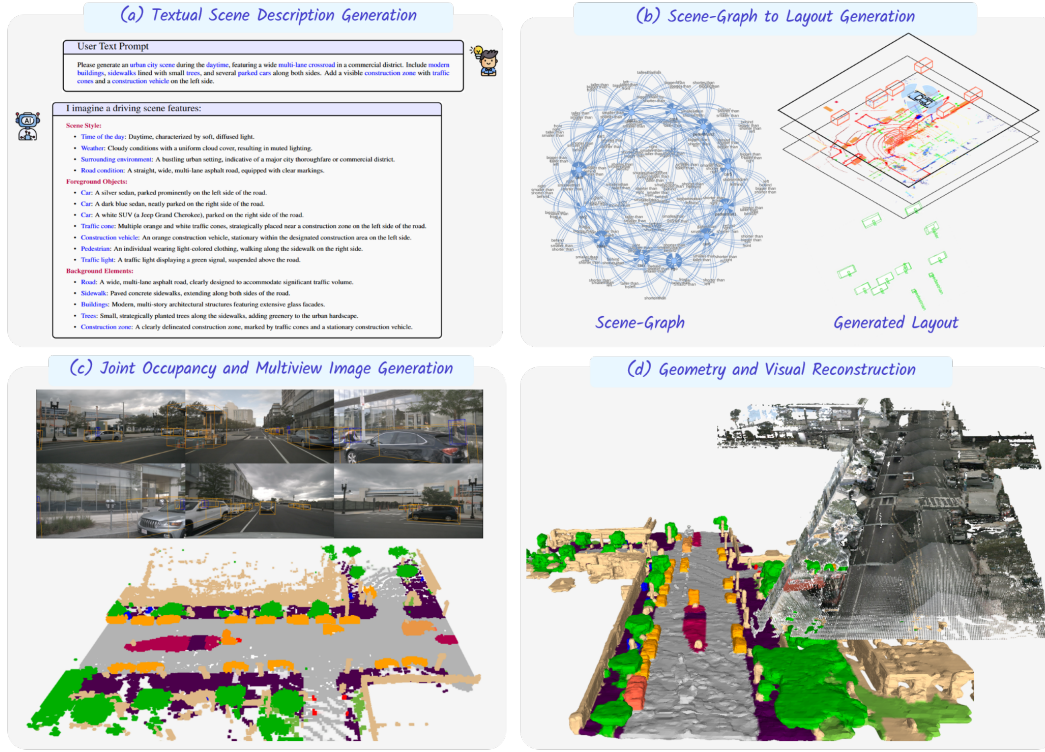 (a) Textual Scene Description Generation
User Text Prompt
Please generate an urban city scene during the daytime, featuring a wide multi-lane crossroad in a commercial district. Include modern
buildings, sidewalks lined with small trees, and several parked cars along both sides. Add a visible construction zone with traffic
cones and a construction vehicle on the left side.
AI
I imagine a driving scene features:
Scene Style:
• Time of the day: Daytime, characterized by soft, diffused light.
• Weather: Cloudy conditions with a uniform cloud cover, resulting in muted lighting.
• Surrounding environment: A bustling urban setting, indicative of a major city thoroughfare or commercial district.
• Road condition: A straight, wide, multi-lane asphalt road, equipped with clear markings.
Foreground Objects:
• Car: A silver sedan, parked prominently on the left side of the road.
• Car: A dark blue sedan, neatly parked on the right side of the road.
• Car: A white SUV (a Jeep Grand Cherokee), parked on the right side of the road.
• Traffic cone: Multiple orange and white traffic cones, strategically placed near a construction zone on the left side of the road.
• Construction vehicle: An orange construction vehicle, stationary within the designated construction area on the left side.
• Pedestrian: An individual wearing light-colored clothing, walking along the sidewalk on the right side.
• Traffic light: A traffic light displaying a green signal, suspended above the road.
Background Elements:
• Road: A wide, multi-lane asphalt road, clearly designed to accommodate significant traffic volume.
• Sidewalk: Paved concrete sidewalks, extending along both sides of the road.
• Buildings: Modern, multi-story architectural structures featuring extensive glass facades.
• Trees: Small, strategically planted trees along the sidewalks, adding greenery to the urban hardscape.
• Construction zone: A clearly delineated construction zone, marked by traffic cones and a stationary construction vehicle.
(b) Scene-Graph to Layout Generation
Scene-Graph
Generated Layout
(c) Joint Occupancy and Multiview Image Generation
(d) Geometry and Visual Reconstruction